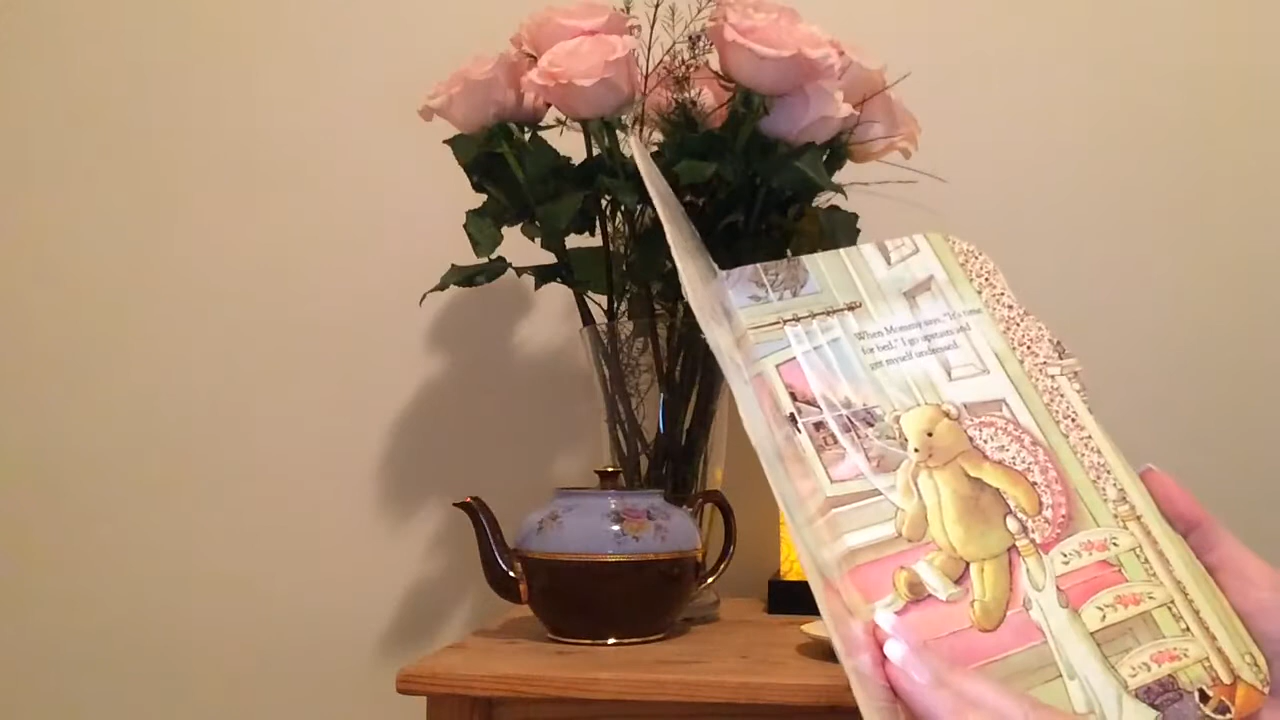 When Mommy says, "It's time
for bed," I go upstairs and
get myself undressed.